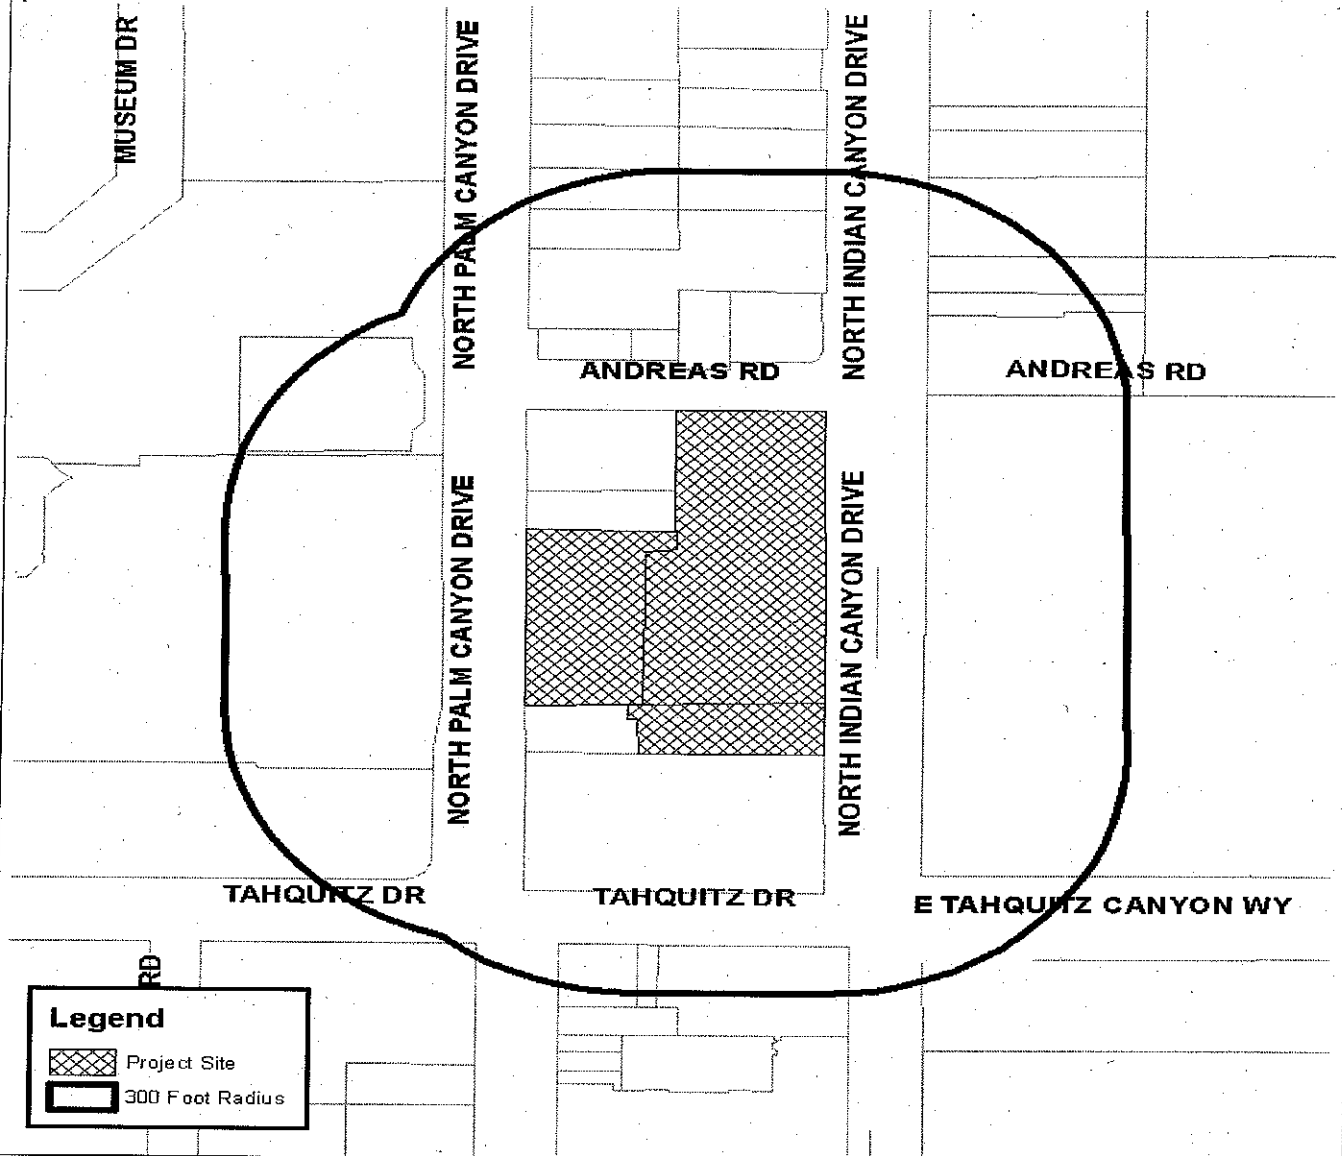 MUSEUM DR
NORTH PALM CANYON DRIVE
NORTH INDIAN CANYON DRIVE
ANDREAS RD
ANDREAS RD
NORTH PALM CANYON DRIVE
NORTH INDIAN CANYON DRIVE
TAHQUITZ DR
TAHQUITZ DR
E TAHQUITZ CANYON WY
RD
Legend
Project Site
300 Foot Radius